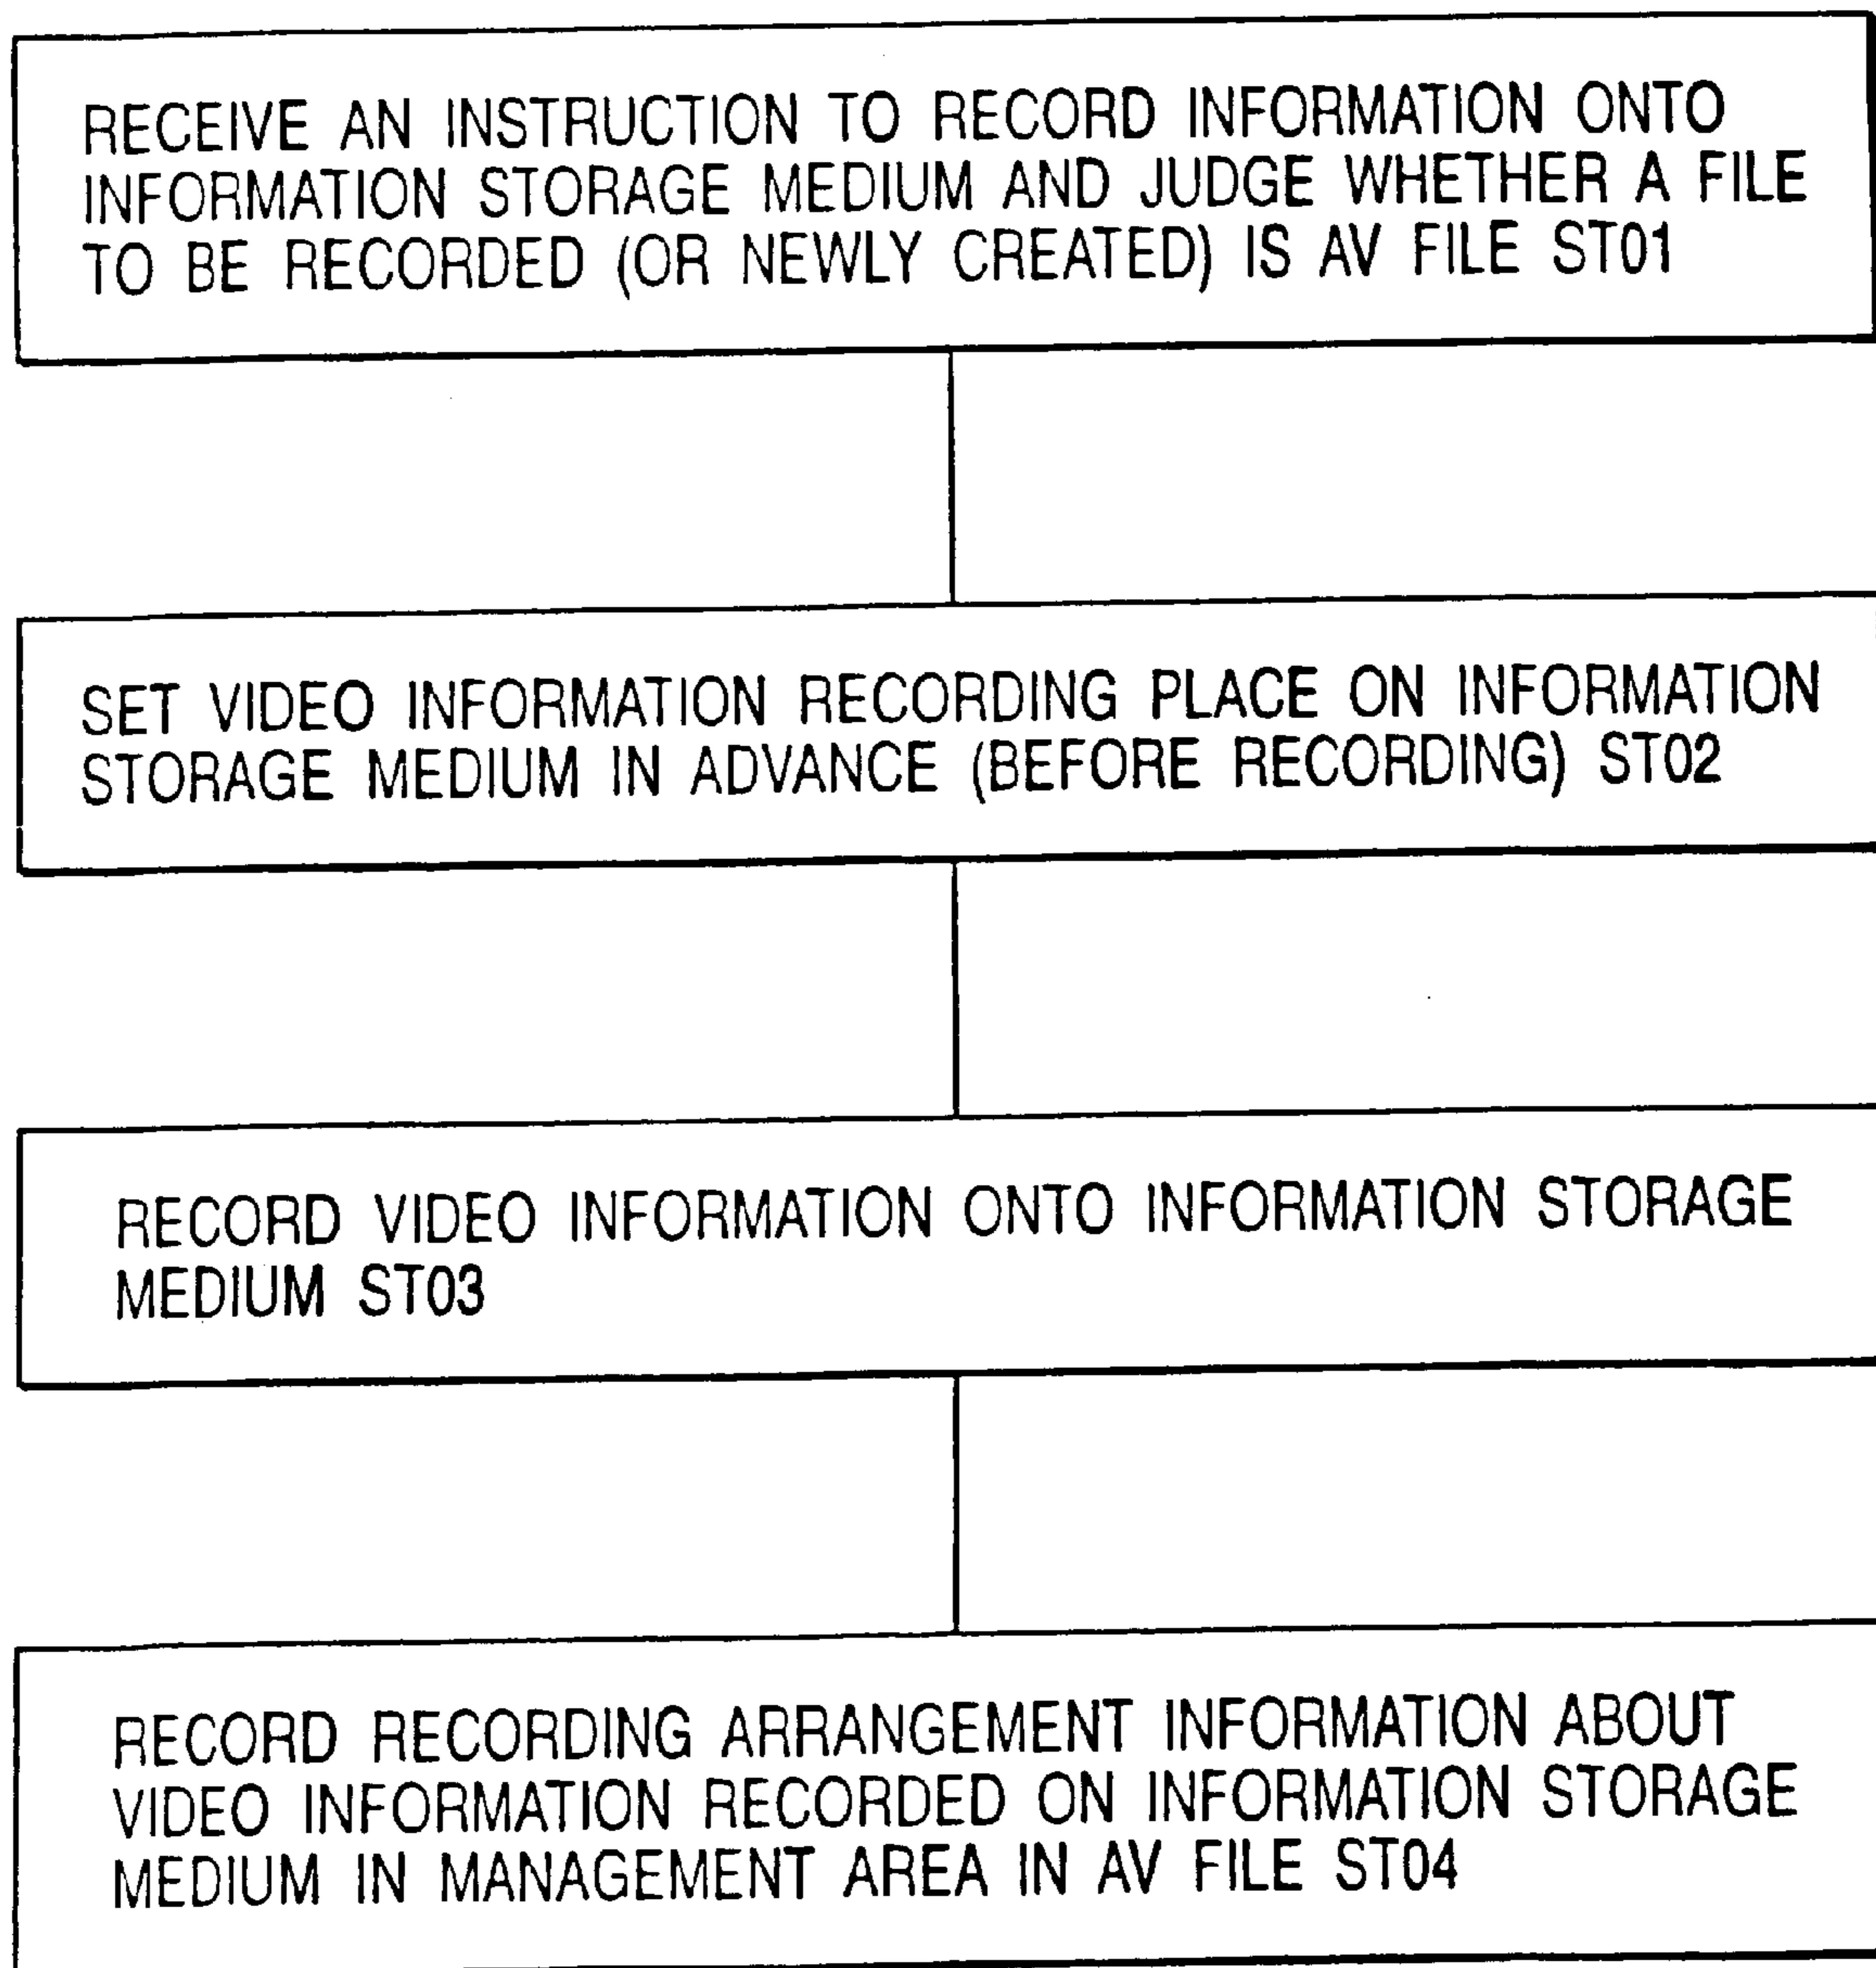 RECEIVE AN INSTRUCTION TO RECORD INFORMATION ONTO
INFORMATION STORAGE MEDIUM AND JUDGE WHETHER A FILE
TO BE RECORDED (OR NEWLY CREATED) IS AV FILE ST01
SET VIDEO INFORMATION RECORDING PLACE ON INFORMATION
STORAGE MEDIUM IN ADVANCE (BEFORE RECORDING) ST02
RECORD VIDEO INFORMATION ONTO INFORMATION STORAGE
MEDIUM ST03
RECORD RECORDING ARRANGEMENT INFORMATION ABOUT
VIDEO INFORMATION RECORDED ON INFORMATION STORAGE
MEDIUM IN MANAGEMENT AREA IN AV FILE ST04